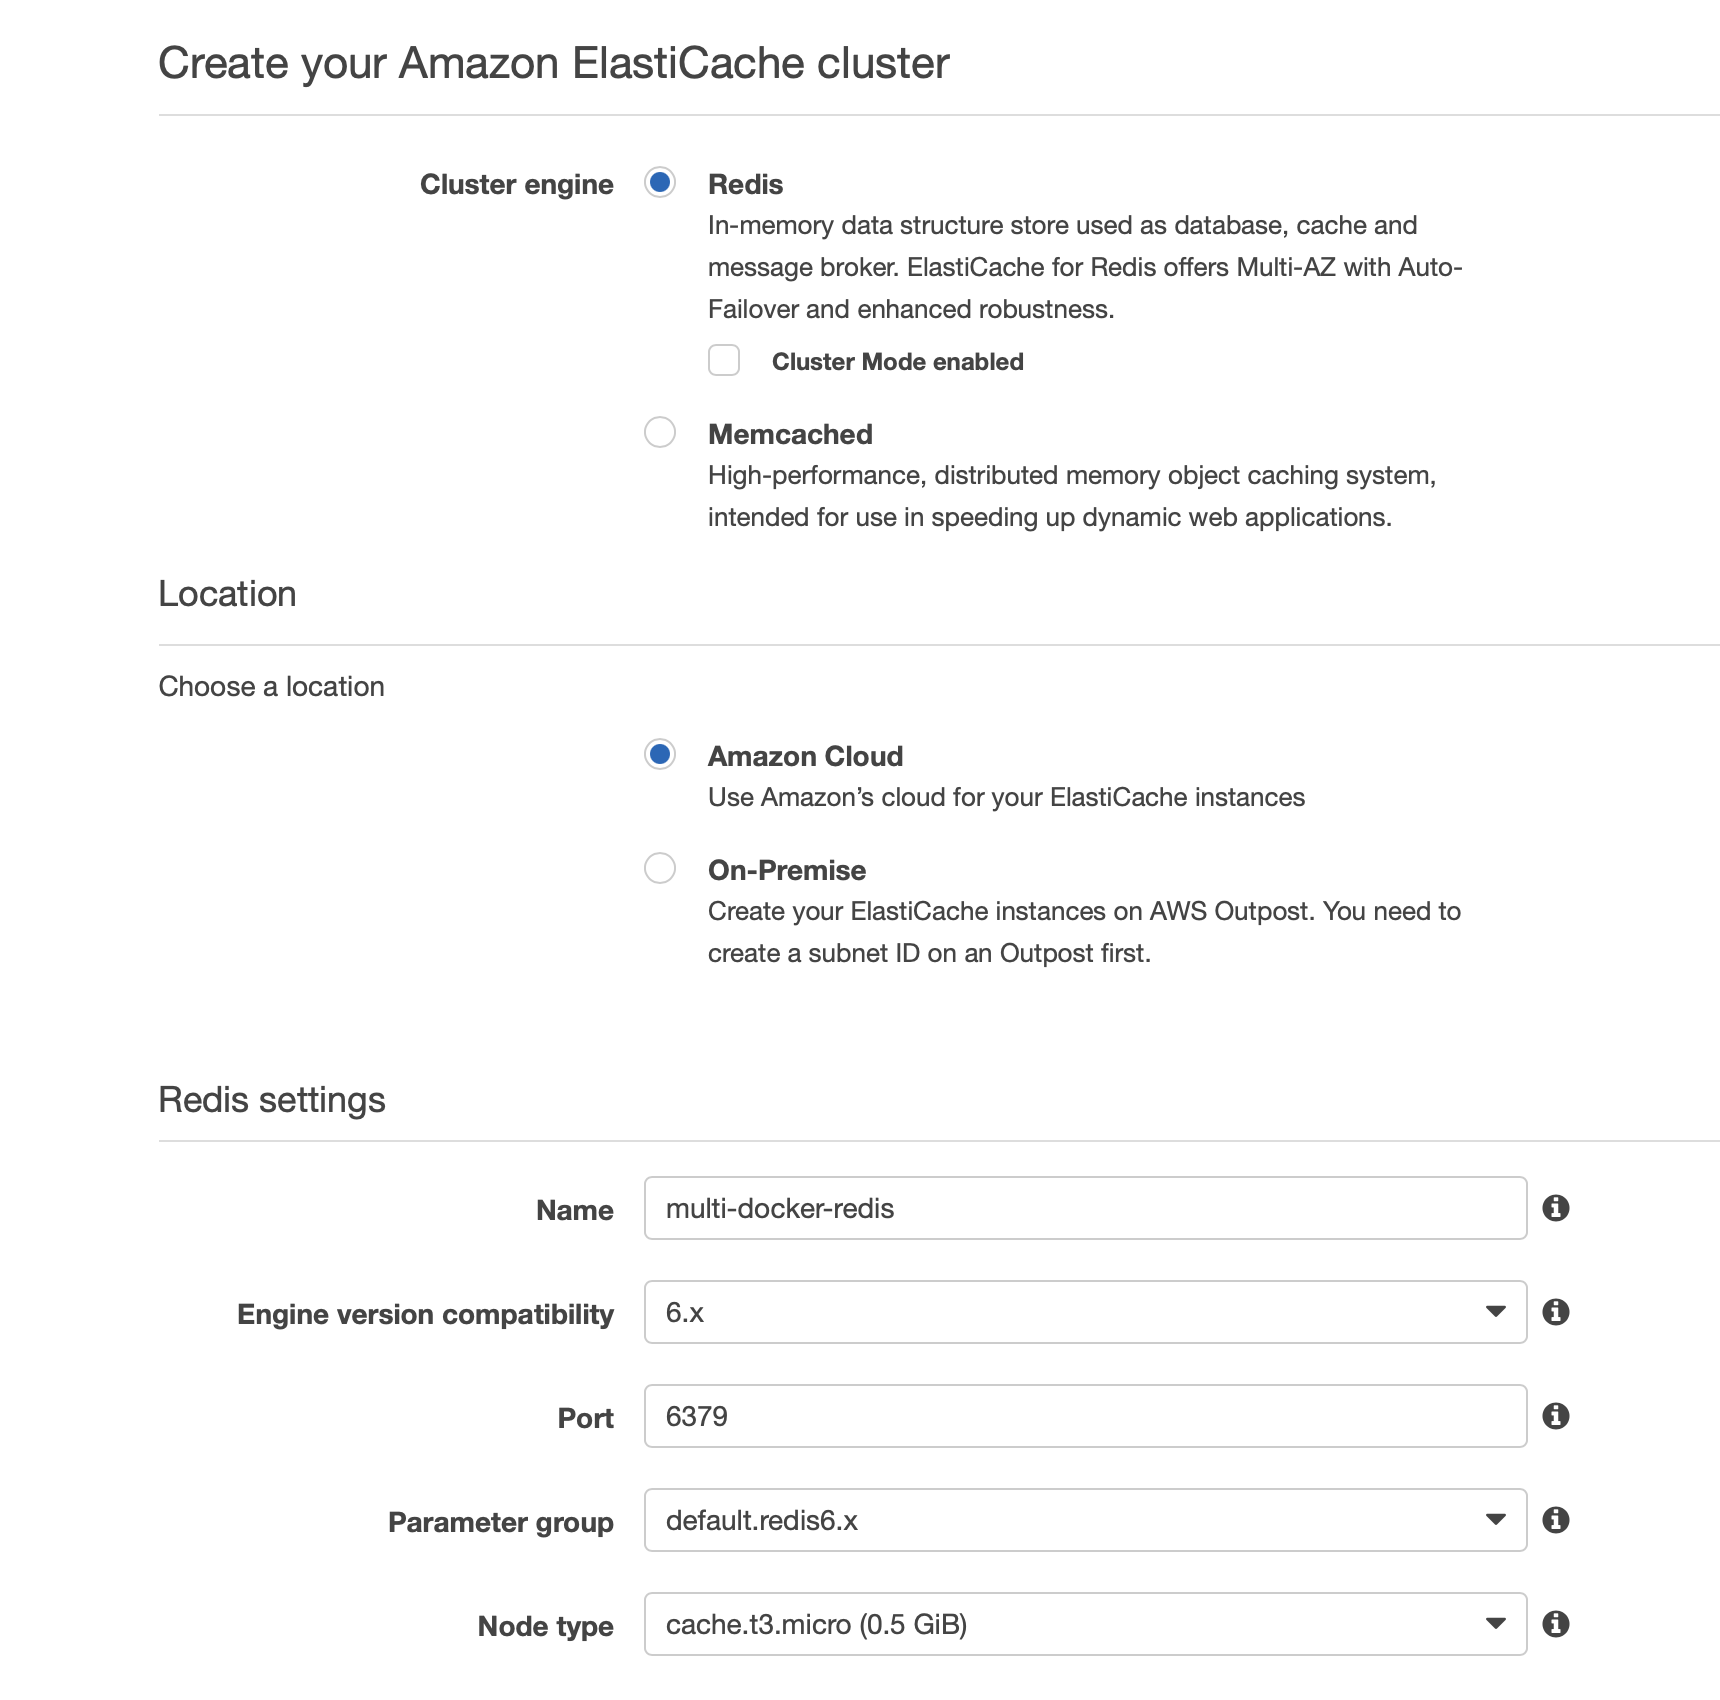 Create your Amazon ElastiCache cluster
Cluster engine
Redis
In-memory data structure store used as database, cache and
message broker. ElastiCache for Redis offers Multi-AZ with Auto-
Failover and enhanced robustness.
Cluster Mode enabled
Memcached
High-performance, distributed memory object caching system,
intended for use in speeding up dynamic web applications.
Location
Choose a location
Amazon Cloud
Use Amazon’s cloud for your ElastiCache instances
On-Premise
Create your ElastiCache instances on AWS Outpost. You need to
create a subnet ID on an Outpost first.
Redis settings
Name
multi-docker-redis
Engine version compatibility
6.x
Port
6379
Parameter group
default.redis6.x
Node type
cache.t3.micro (0.5 GiB)